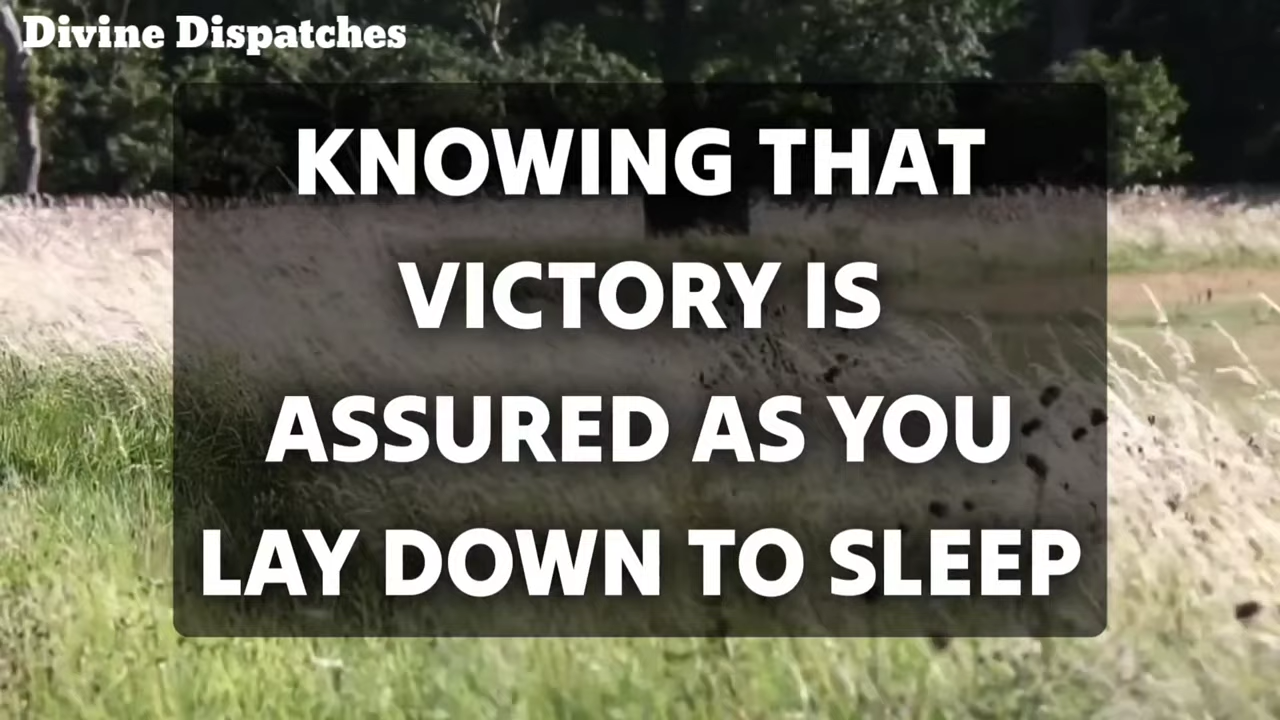 Divine Dispatches
KNOWING THAT
VICTORY IS
ASSURED AS YOU
LAY DOWN TO SLEEP